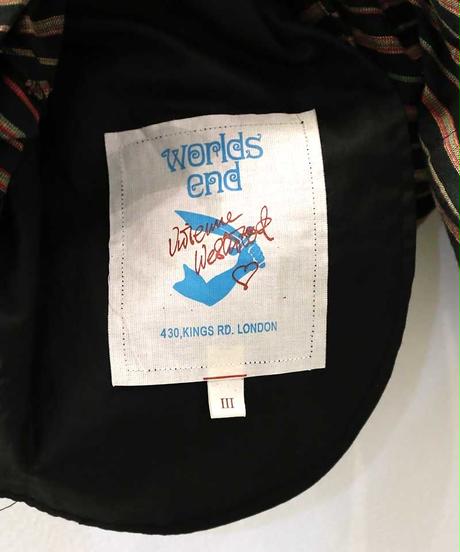 worlds
end
Vivienne
Westwood
430,KINGS RD. LONDON
III